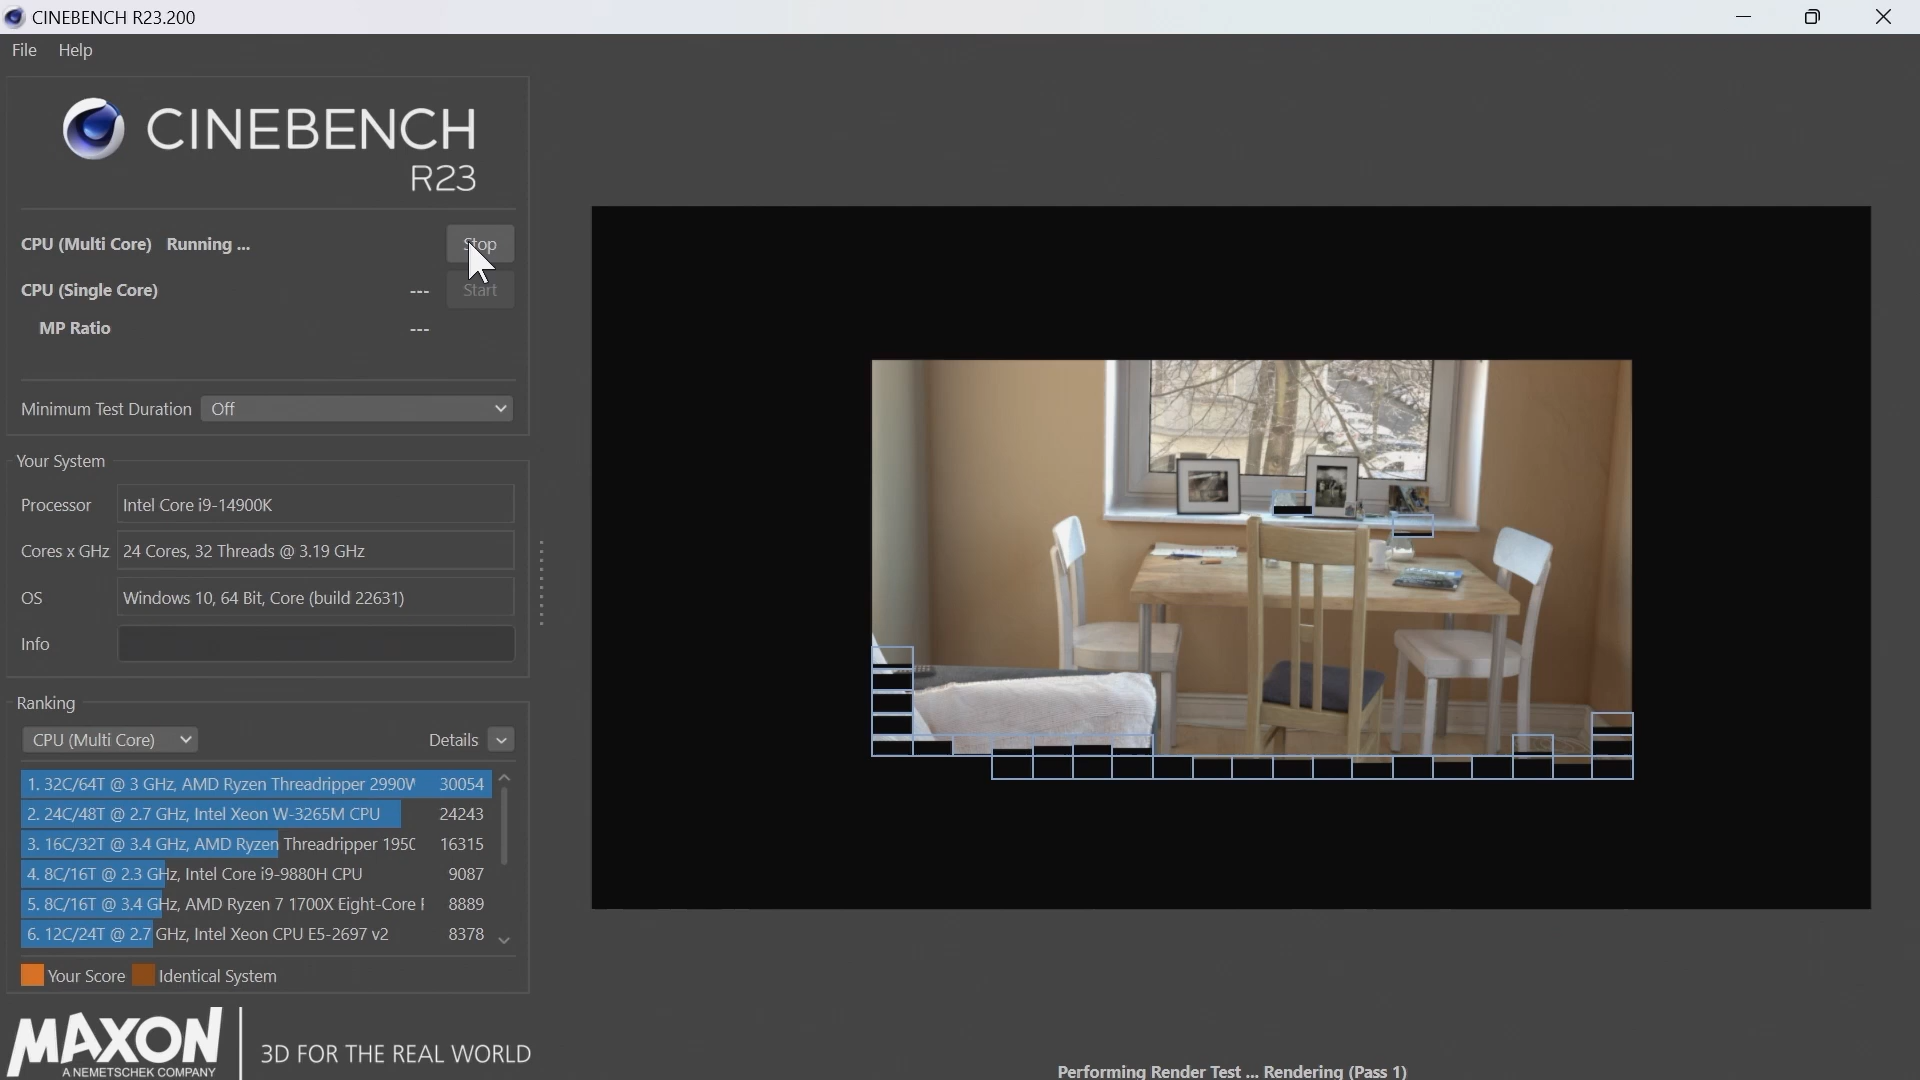 CINEBENCH R23.200
File Help
CINEBENCH
R23
CPU (Multi Core) Running ... Stop
CPU (Single Core) --- Start
MP Ratio ---
Minimum Test Duration Off
Your System
Processor Intel Core i9-14900K
Cores x GHz 24 Cores, 32 Threads @ 3.19 GHz
OS Windows 10, 64 Bit, Core (build 22631)
Info
Ranking
CPU (Multi Core) Details
1. 32C/64T @ 3 GHz, AMD Ryzen Threadripper 2990W 30054
2. 24C/48T @ 2.7 GHz, Intel Xeon W-3265M CPU 24243
3. 16C/32T @ 3.4 GHz, AMD Ryzen Threadripper 195 16315
4. 8C/16T @ 2.3 GHz, Intel Core i9-9880H CPU 9087
5. 8C/16T @ 3.4 GHz, AMD Ryzen 7 1700X Eight-Core 8889
6. 12C/24T @ 2.7 GHz, Intel Xeon CPU E5-2697 v2 8378
Your Score Identical System
MAXON
A NEMETSCHEK COMPANY
3D FOR THE REAL WORLD
Performing Render Test ... Rendering (Pass 1)